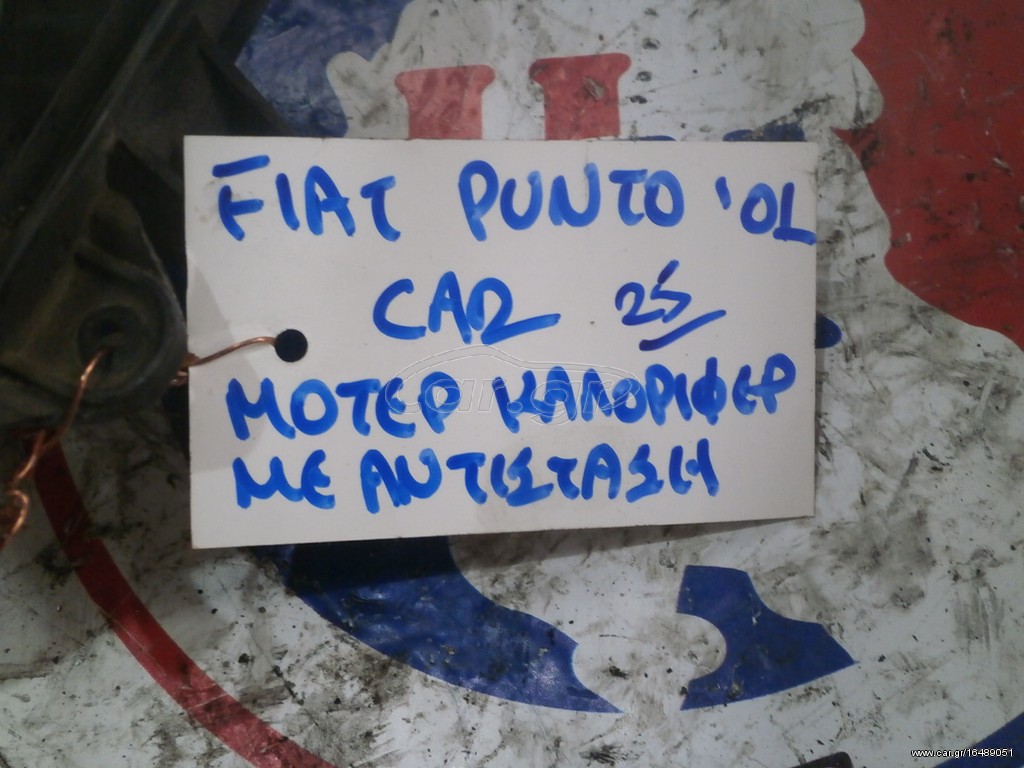 FIAT PUNTO '01
CAR 25
ΜΟΤΕΡ ΚΑΛΟΡΙΦΕΡ
ΜΕ ΑΝΤΙΣΤΑΣΗ
www.car.gr/16489051